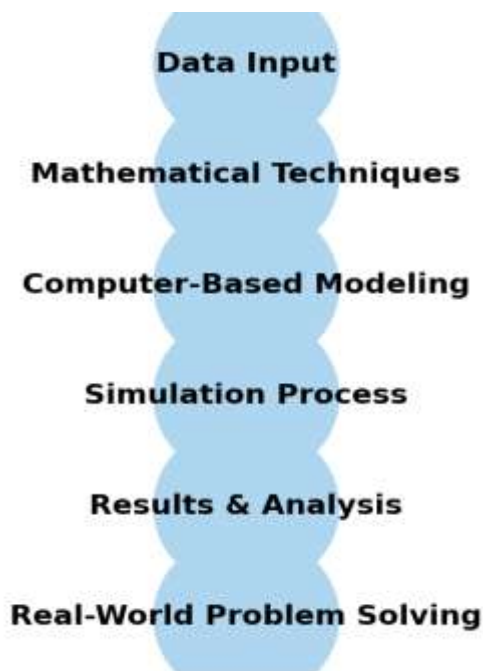 Data Input
Mathematical Techniques
Computer-Based Modeling
Simulation Process
Results & Analysis
Real-World Problem Solving